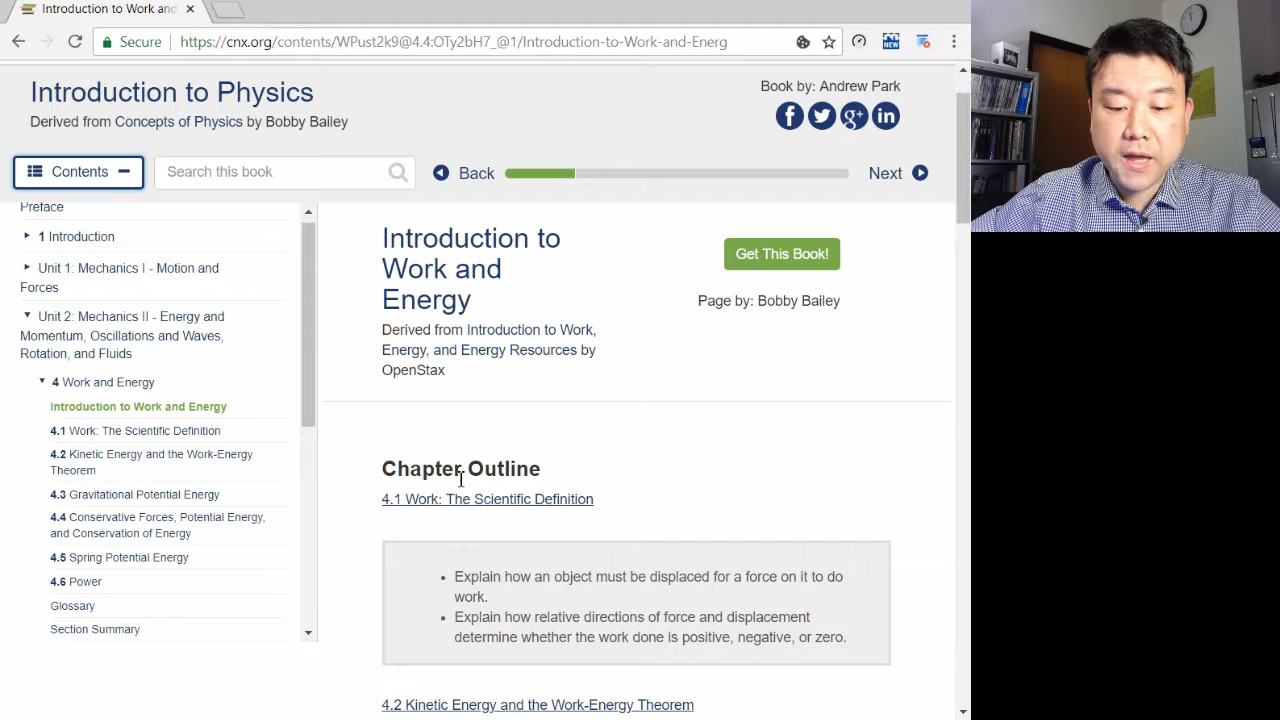 Introduction to Work and
Secure
https://cnx.org/contents/WPust2k9@4.4:OTy2bH7_@1/Introduction-to-Work-and-Energ
NEW
Introduction to Physics
Derived from Concepts of Physics by Bobby Bailey
Book by: Andrew Park
f
g+
in
Contents
Search this book
Back
Next
Preface
1 Introduction
Unit 1: Mechanics I - Motion and
Forces
Unit 2: Mechanics II - Energy and
Momentum, Oscillations and Waves,
Rotation, and Fluids
4 Work and Energy
Introduction to Work and Energy
4.1 Work: The Scientific Definition
4.2 Kinetic Energy and the Work-Energy
Theorem
4.3 Gravitational Potential Energy
4.4 Conservative Forces, Potential Energy,
and Conservation of Energy
4.5 Spring Potential Energy
4.6 Power
Glossary
Section Summary
Introduction to
Work and
Energy
Derived from Introduction to Work,
Energy, and Energy Resources by
OpenStax
Get This Book!
Page by: Bobby Bailey
Chapter Outline
4.1 Work: The Scientific Definition
• Explain how an object must be displaced for a force on it to do
work.
• Explain how relative directions of force and displacement
determine whether the work done is positive, negative, or zero.
4.2 Kinetic Energy and the Work-Energy Theorem